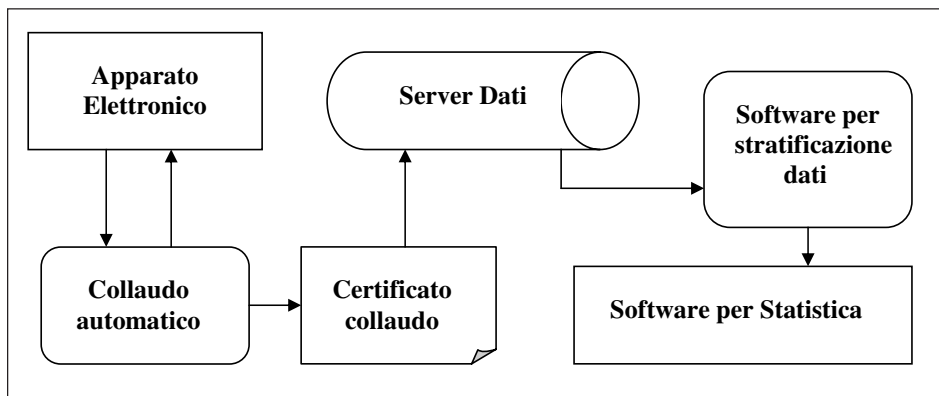 Apparato
Elettronico
Server Dati
Software per
stratificazione
dati
Collaudo
automatico
Certificato
collaudo
Software per Statistica